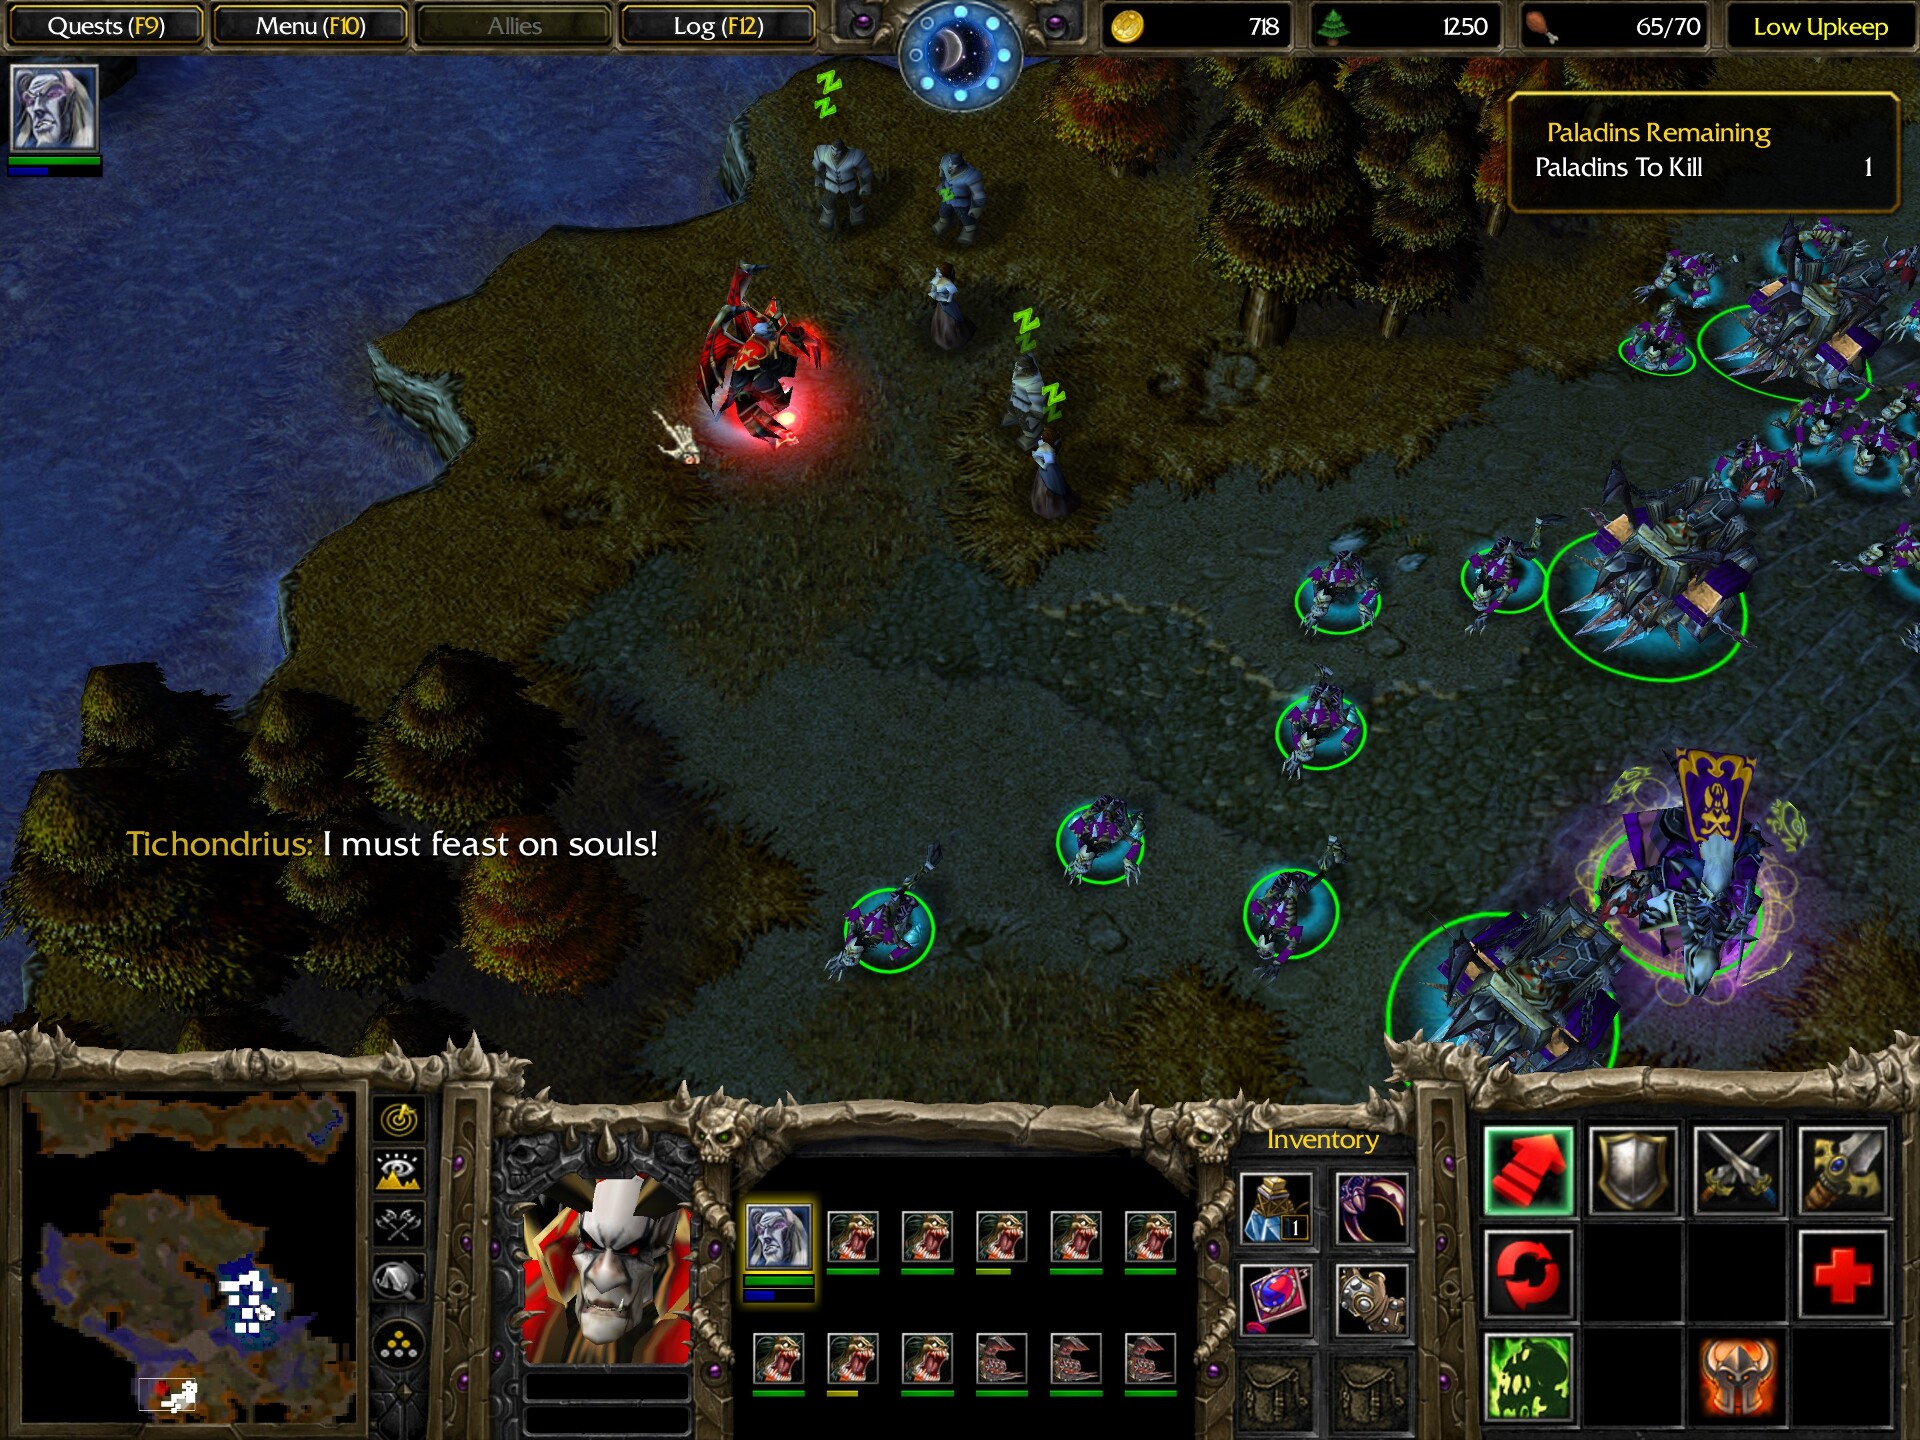 Quests (F9)
Menu (F10)
Allies
Log (F12)
718
1250
65/70
Low Upkeep
Paladins Remaining
Paladins To Kill 1
Tichondrius: I must feast on souls!
Inventory
1